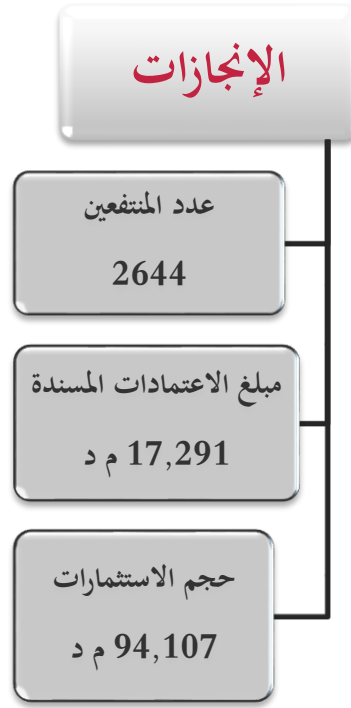 الإنجازات
عدد المنتفعين
2644
مبلغ الاعتمادات المسندة
17,291 م د
حجم الاستثمارات
94,107 م د